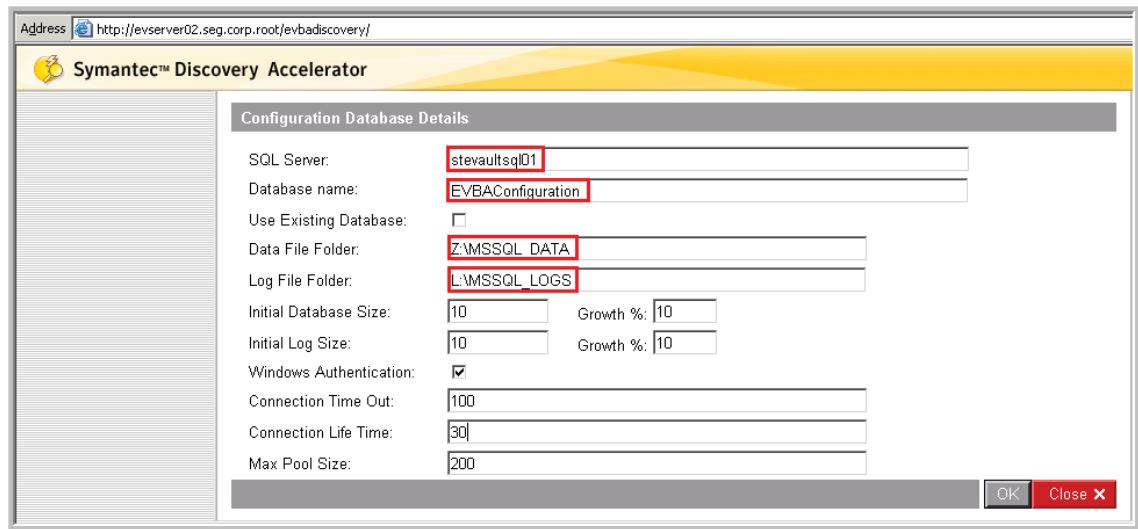 Address http://evserver02.seg.corp.root/evbadiscovery/
Symantec™ Discovery Accelerator
Configuration Database Details
SQL Server: stevaultsql01
Database name: EVBAConfiguration
Use Existing Database:
Data File Folder: Z:\MSSQL_DATA
Log File Folder: L:\MSSQL_LOGS
Initial Database Size: 10 Growth %: 10
Initial Log Size: 10 Growth %: 10
Windows Authentication:
Connection Time Out: 100
Connection Life Time: 30
Max Pool Size: 200
OK Close X